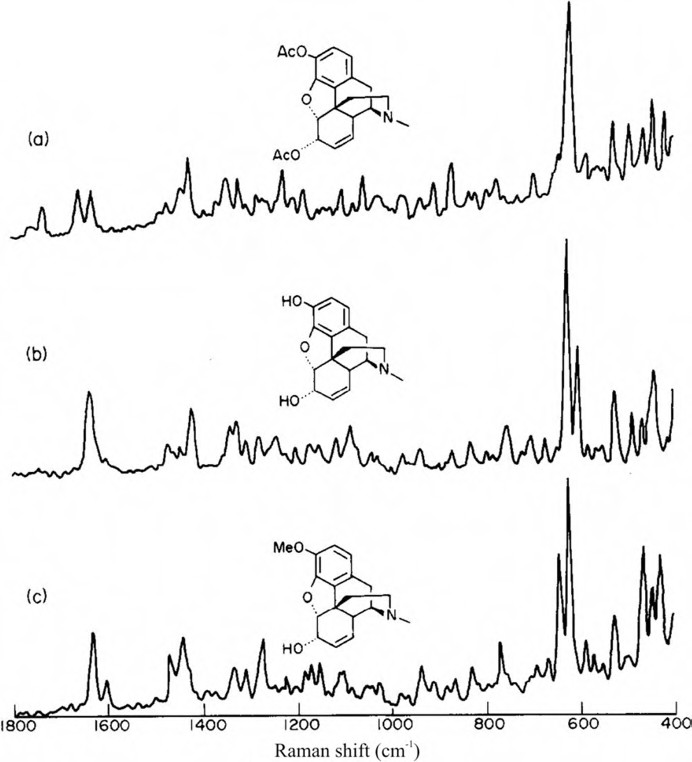 AcO
O
N
(a)
AcO
HO
O
(b)
N
HO
MeO
O
(c)
N
HO
1800 1600 1400 1200 1000 800 600 400
Raman shift (cm⁻¹)